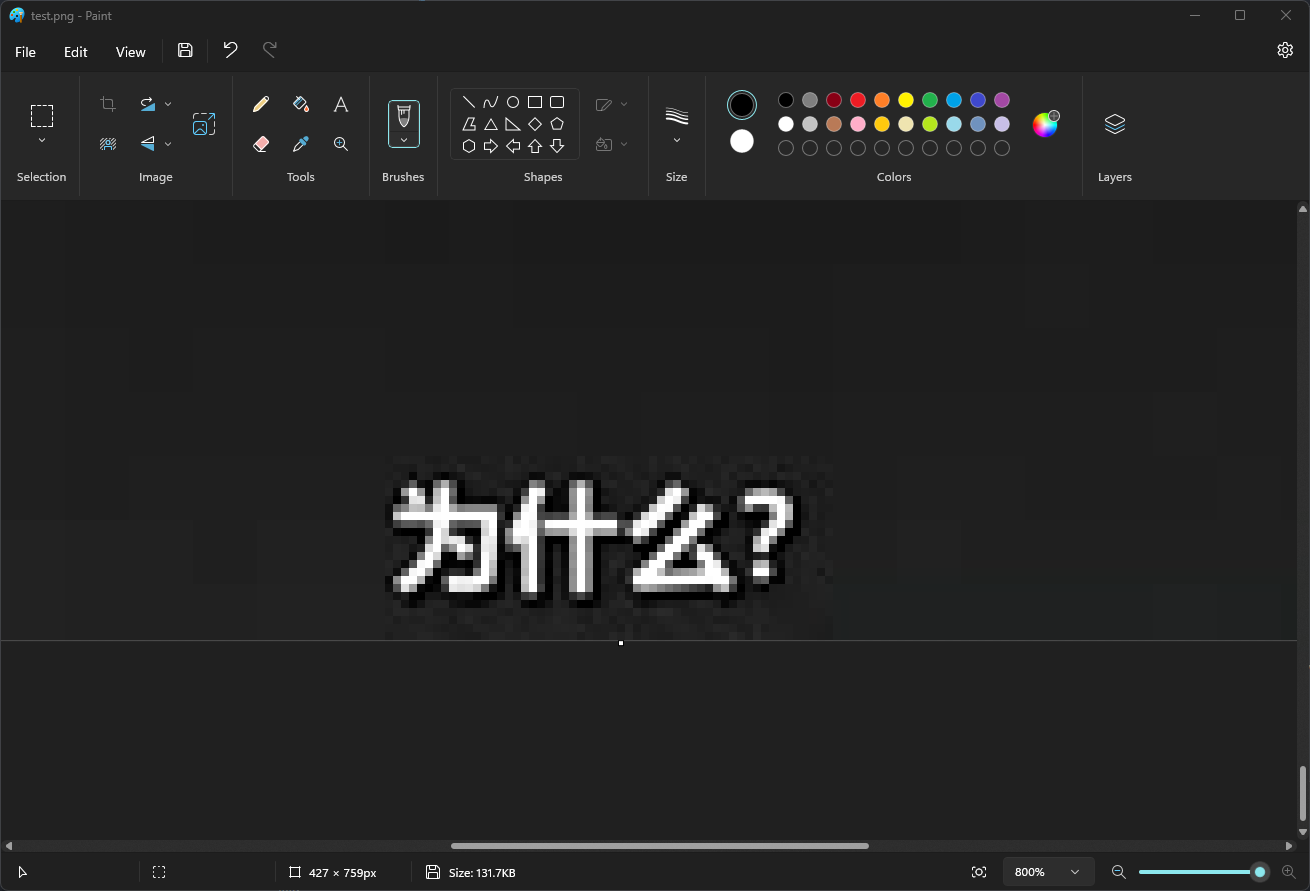 test.png - Paint
File Edit View
Selection Image Tools Brushes Shapes Size Colors Layers
为什么?
427 × 759px Size: 131.7KB 800%